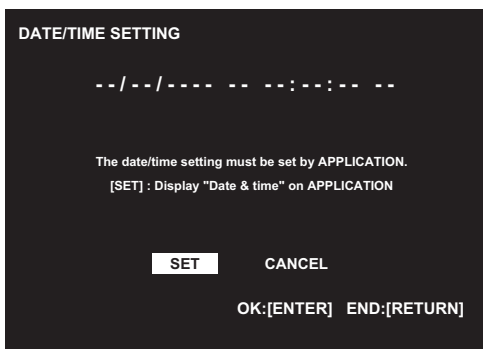 DATE/TIME SETTING
--/--/---- -- --:--:-- --
The date/time setting must be set by APPLICATION.
[SET] : Display "Date & time" on APPLICATION
SET CANCEL
OK:[ENTER] END:[RETURN]